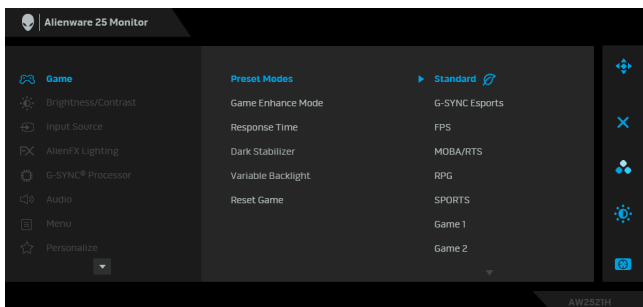 Alienware 25 Monitor
Game
Preset Modes
Standard
Brightness/Contrast
Game Enhance Mode
G-SYNC Esports
Input Source
Response Time
FPS
FX AlienFX Lighting
Dark Stabilizer
MOBA/RTS
G-SYNC® Processor
Variable Backlight
RPG
Audio
Reset Game
SPORTS
Menu
Game 1
Personalize
Game 2
AW2521H